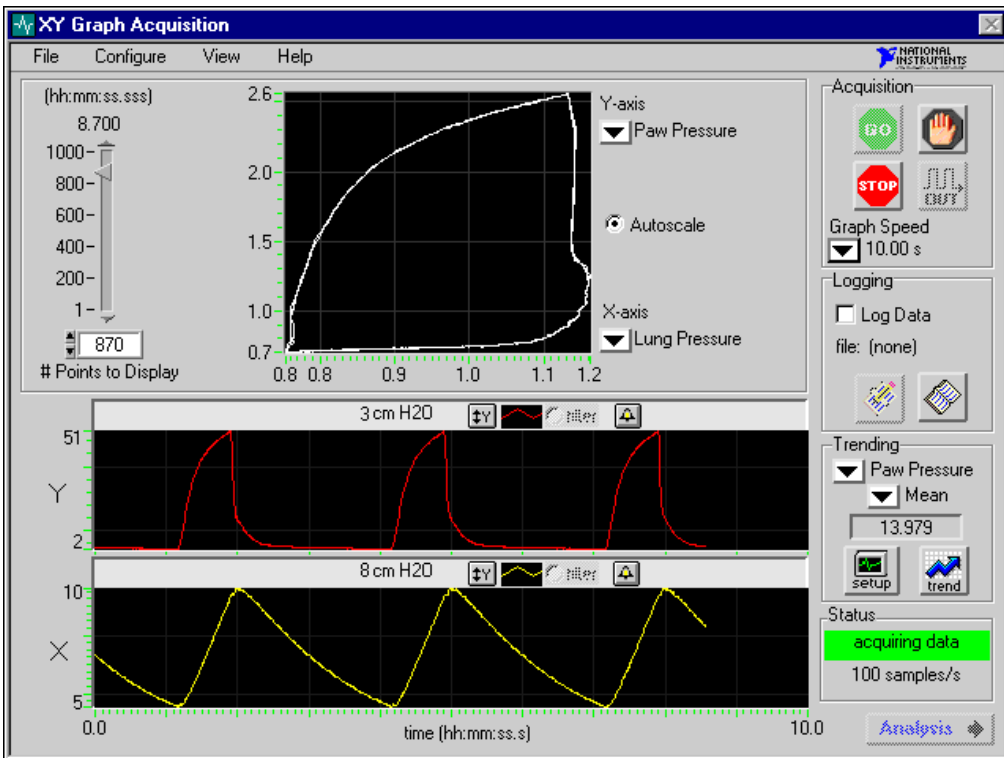 XY Graph Acquisition
File Configure View Help
NATIONAL INSTRUMENTS
(hh:mm:ss.sss)
8.700
1000
800
600
400
200
1
870
# Points to Display
2.6
2.0
1.5
1.0
0.7
0.8 0.8 0.9 1.0 1.1 1.2
Y-axis
Paw Pressure
Autoscale
X-axis
Lung Pressure
Acquisition
GO
STOP
OUT
Graph Speed
10.00 s
Logging
Log Data
file: (none)
Trending
Paw Pressure
Mean
13.979
setup trend
Status
acquiring data
100 samples/s
Analysis
3 cm H2O Y filter
51
Y
2
8 cm H2O Y filter
10
X
5
0.0 time (hh:mm:ss.s) 10.0